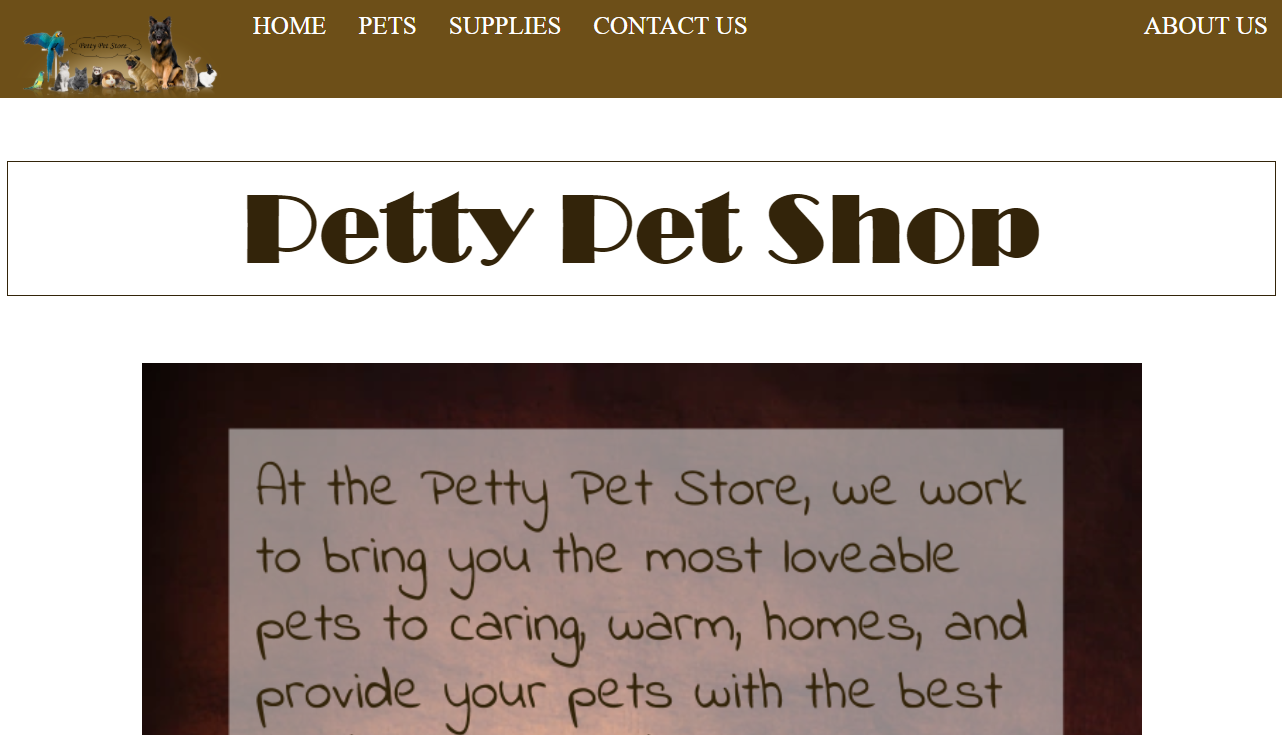 Petty Pet Store
HOME PETS SUPPLIES CONTACT US ABOUT US
Petty Pet Shop
At the Petty Pet Store, we work
to bring you the most loveable
pets to caring, warm, homes, and
provide your pets with the best